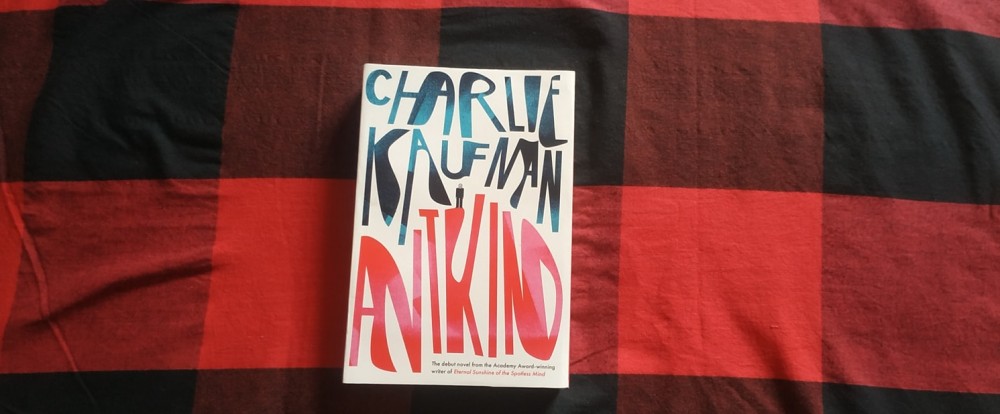 CHARLIE
KAUFMAN
ANTKIND
The debut novel from the Academy Award-winning
writer of Eternal Sunshine of the Spotless Mind